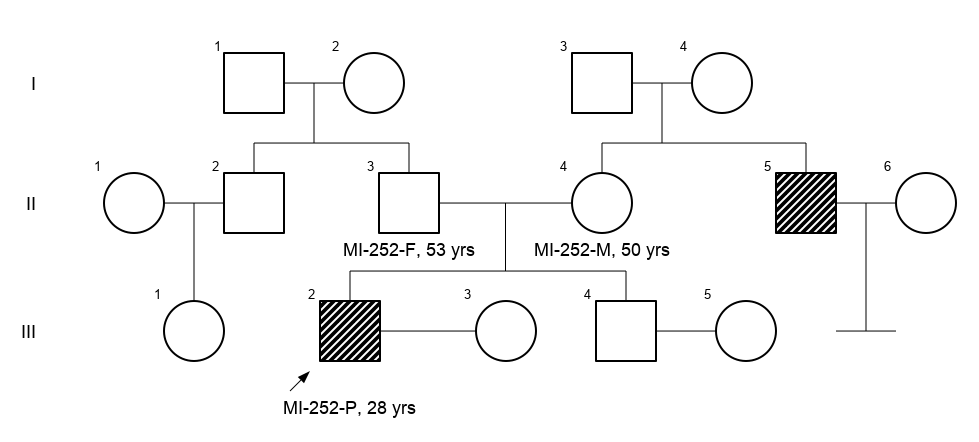 1 2 3 4
I
1 2 3 4 5 6
II
MI-252-F, 53 yrs MI-252-M, 50 yrs
1 2 3 4 5
III
MI-252-P, 28 yrs